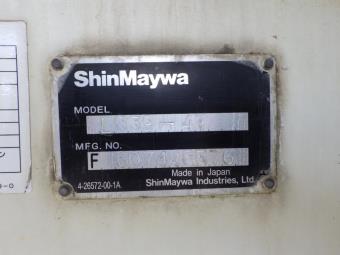 ShinMaywa
MODEL
MFG. NO.
F
Made in Japan
4-26572-00-1A
ShinMaywa Industries, Ltd.